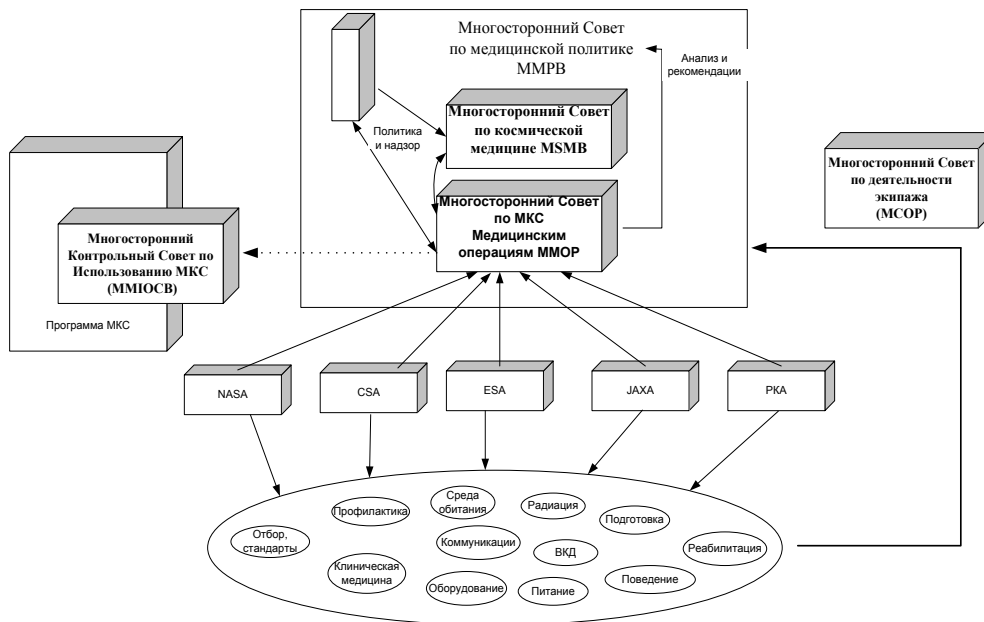 Многосторонний Совет
по медицинской политике
ММРВ
Анализ и
рекомендации
Политика
и надзор
Многосторонний Совет
по космической
медицине MSMB
Многосторонний Совет
по МКС
Медицинским
операциям ММОР
Многосторонний Совет
по деятельности
экипажа
(МСОР)
Многосторонний
Контрольный Совет по
Использованию МКС
(MMIOCB)
Программа МКС
NASA
CSA
ESA
JAXA
РКА
Отбор,
стандарты
Профилактика
Среда
обитания
Радиация
Подготовка
Коммуникации
ВКД
Реабилитация
Клиническая
медицина
Оборудование
Питание
Поведение